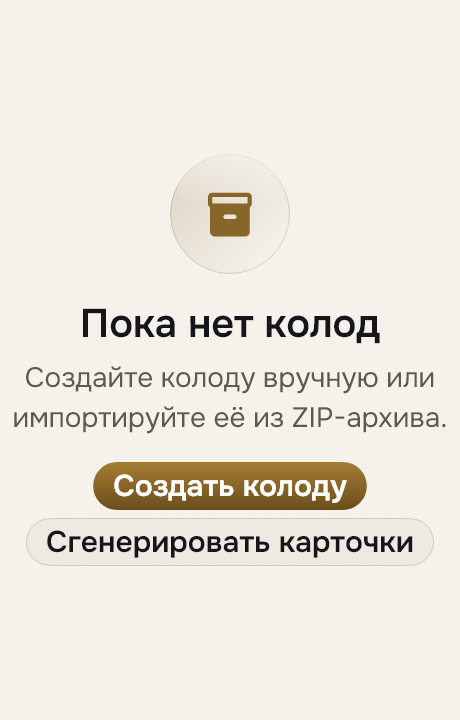 Пока нет колод
Создайте колоду вручную или
импортируйте её из ZIP-архива.
Создать колоду
Сгенерировать карточки